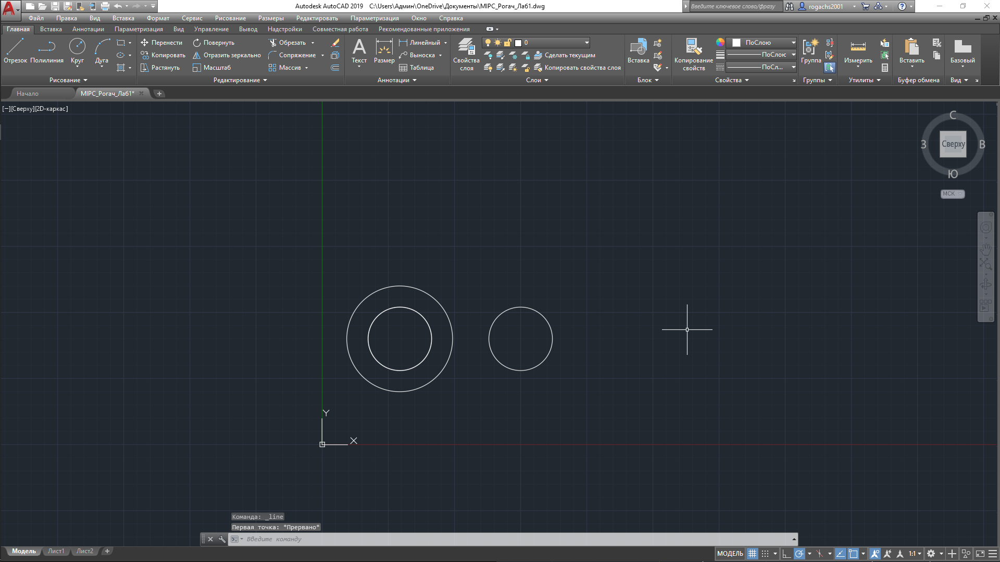 Autodesk AutoCAD 2019 C:\Users\Админ\OneDrive\Документы\MIPC_Рогач_Лаб1.dwg
Введите ключевое слово/фразу
rogachs2001
Файл Правка Вид Вставка Формат Сервис Рисование Размеры Редактировать Параметризация Окно Справка
Главная Вставка Аннотации Параметризация Вид Управление Вывод Надстройки Совместная работа Рекомендованные приложения
Отрезок Полилиния Круг Дуга
Рисование
Перенести Повернуть Обрезать
Копировать Отразить зеркально Сопряжение
Растянуть Масштаб Массив
Редактирование
Текст Размер
Линейный
Выноска
Таблица
Аннотации
Свойства слоя
0
Сделать текущим
Копировать свойства слоя
Слои
Вставка
Блок
Копирование свойств
ПоСлою
ПоСлою
ПоСл...
Свойства
Группа
Группы
Измерить
Утилиты
Вставить
Буфер обмена
Базовый
Вид
Начало MIPC_Рогач_Лаб1*
[−][Сверху][2D-каркас]
С
З Сверху В
Ю
МСК
Y
X
Команда: _line
Первая точка: *Прервано*
Введите команду
Модель Лист1 Лист2
МОДЕЛЬ 1:1